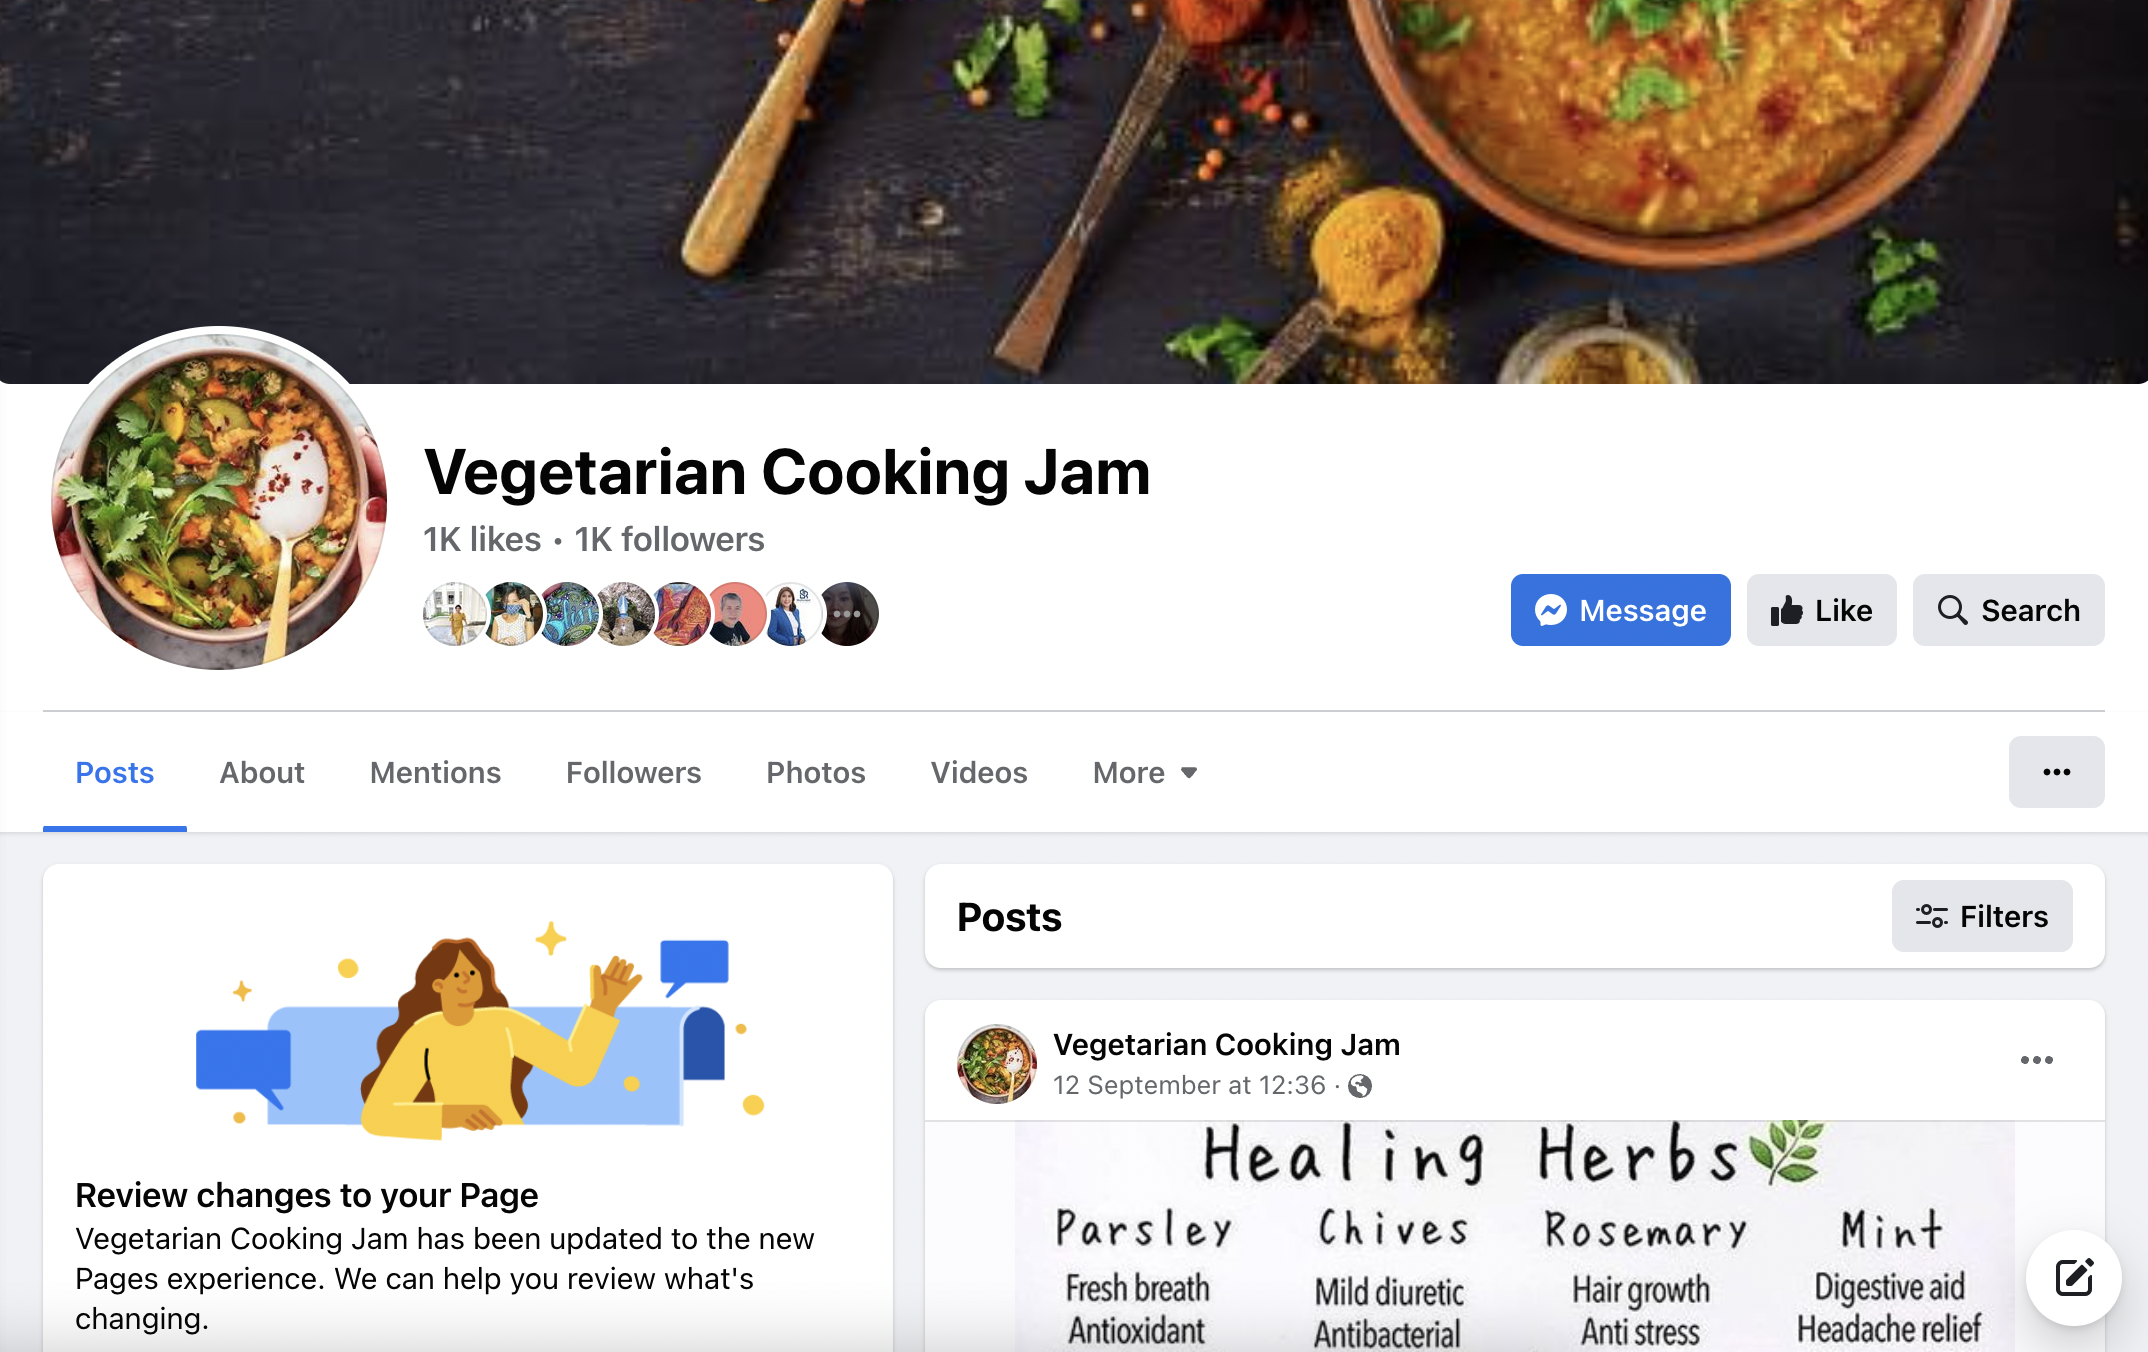 Vegetarian Cooking Jam
1K likes • 1K followers
Message
Like
Search
Posts
About
Mentions
Followers
Photos
Videos
More
Review changes to your Page
Vegetarian Cooking Jam has been updated to the new
Pages experience. We can help you review what's
changing.
Posts
Filters
Vegetarian Cooking Jam
12 September at 12:36 ·
Healing Herbs
Parsley Chives Rosemary Mint
Fresh breath Mild diuretic Hair growth Digestive aid
Antioxidant Antibacterial Anti stress Headache relief